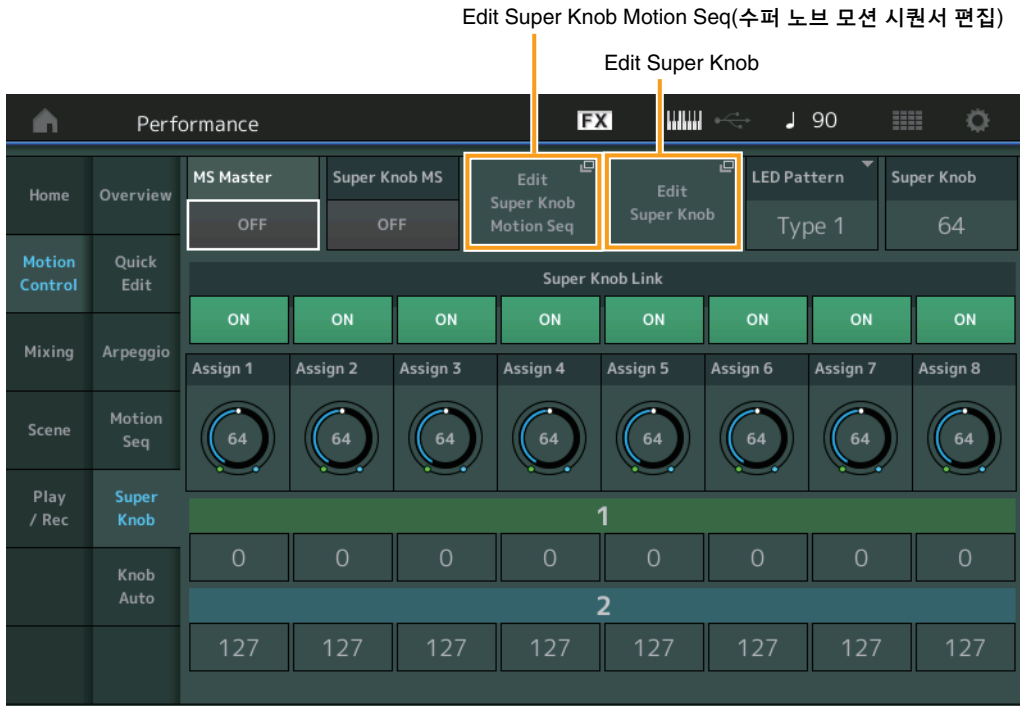 Edit Super Knob Motion Seq(수퍼 노브 모션 시퀀서 편집)
Edit Super Knob
Performance
FX
90
Home
Overview
MS Master
OFF
Super Knob MS
OFF
Edit
Super Knob
Motion Seq
Edit
Super Knob
LED Pattern
Type 1
Super Knob
64
Motion
Control
Quick
Edit
Super Knob Link
ON ON ON ON ON ON ON ON
Mixing
Arpeggio
Assign 1 Assign 2 Assign 3 Assign 4 Assign 5 Assign 6 Assign 7 Assign 8
64 64 64 64 64 64 64 64
Scene
Motion
Seq
Play
/ Rec
Super
Knob
1
0 0 0 0 0 0 0 0
Knob
Auto
2
127 127 127 127 127 127 127 127